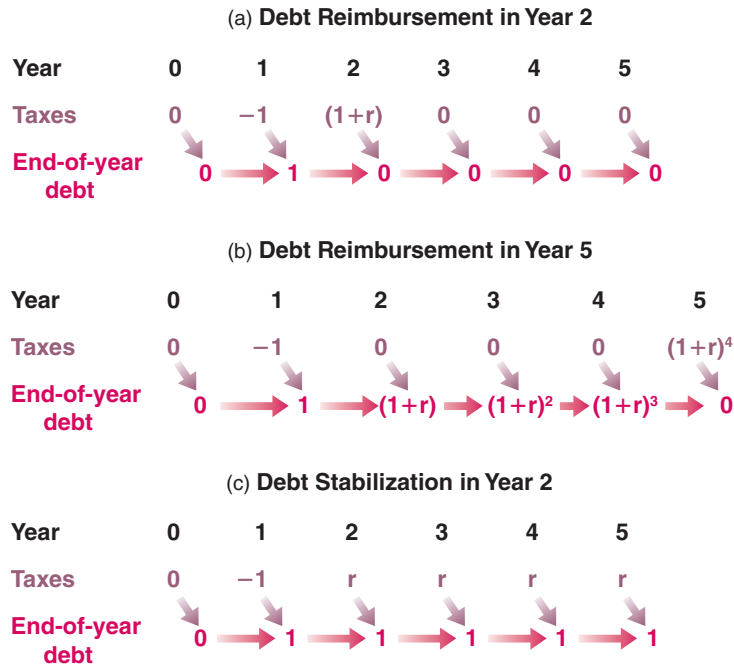 (a) Debt Reimbursement in Year 2
Year 0 1 2 3 4 5
Taxes 0 −1 (1+r) 0 0 0
End-of-year
debt
0 1 0 0 0 0
(b) Debt Reimbursement in Year 5
Year 0 1 2 3 4 5
Taxes 0 −1 0 0 0 (1+r)⁴
End-of-year
debt
0 1 (1+r) (1+r)² (1+r)³ 0
(c) Debt Stabilization in Year 2
Year 0 1 2 3 4 5
Taxes 0 −1 r r r r
End-of-year
debt
0 1 1 1 1 1